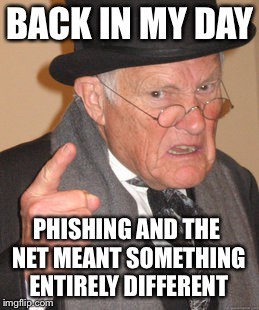 BACK IN MY DAY
PHISHING AND THE
NET MEANT SOMETHING
ENTIRELY DIFFERENT
imgflip.com